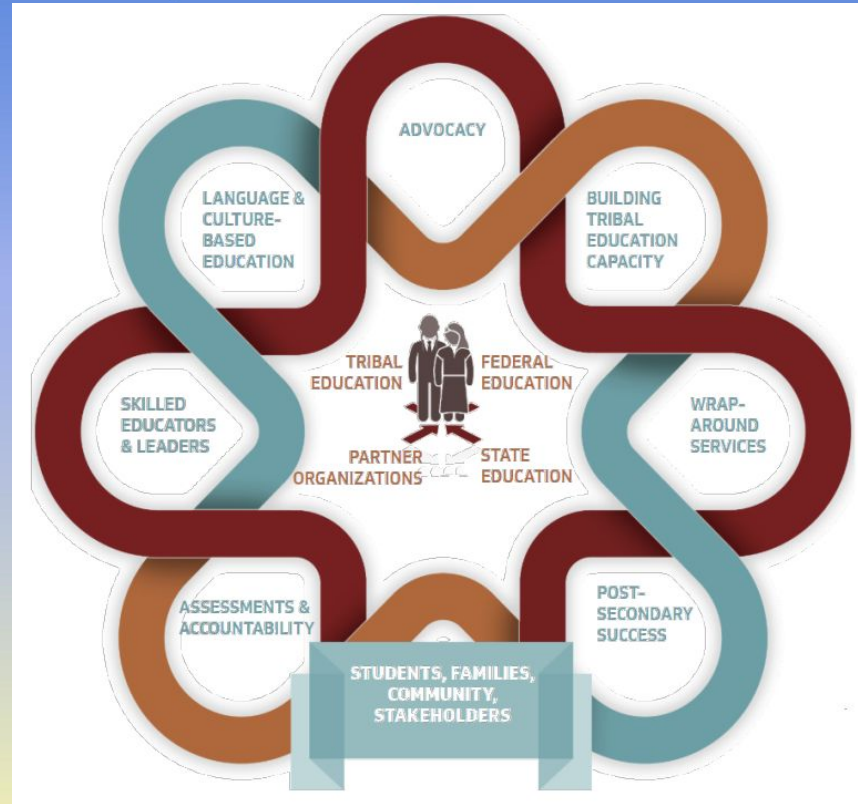 ADVOCACY
LANGUAGE &
CULTURE-
BASED
EDUCATION
BUILDING
TRIBAL
EDUCATION
CAPACITY
TRIBAL
EDUCATION
FEDERAL
EDUCATION
SKILLED
EDUCATORS
& LEADERS
WRAP-
AROUND
SERVICES
PARTNER
ORGANIZATIONS
STATE
EDUCATION
ASSESSMENTS &
ACCOUNTABILITY
POST-
SECONDARY
SUCCESS
STUDENTS, FAMILIES,
COMMUNITY,
STAKEHOLDERS